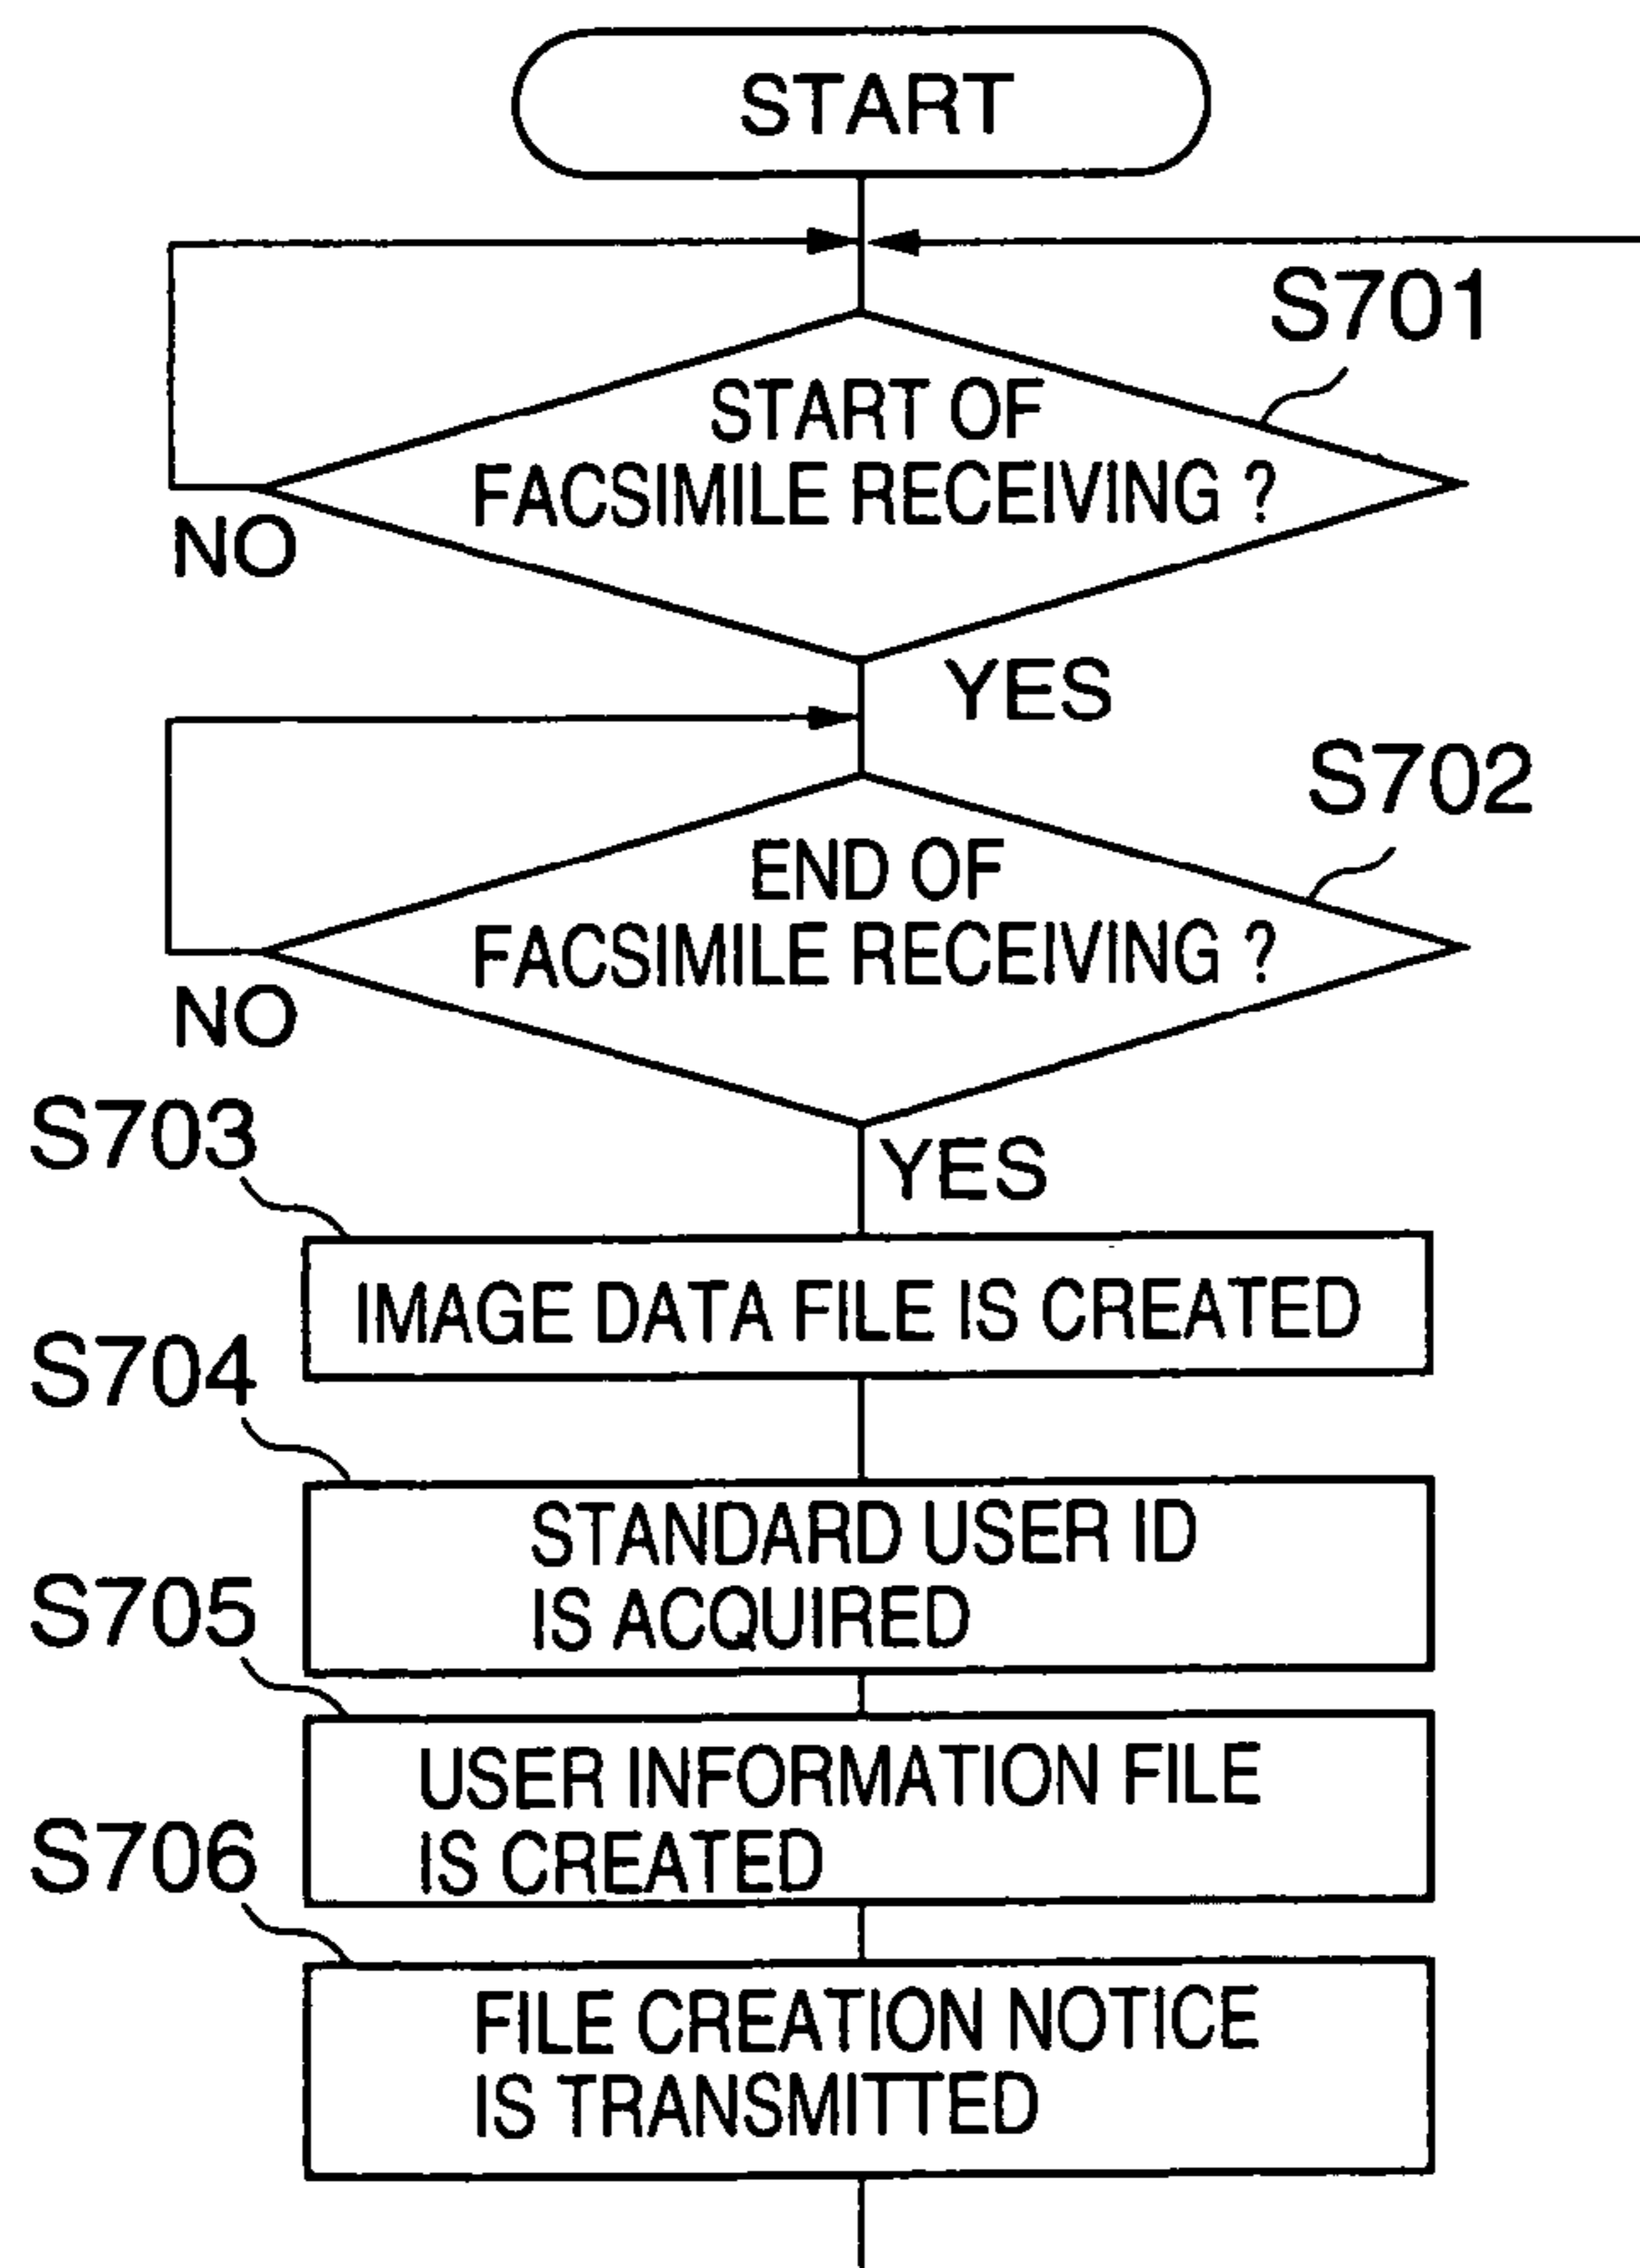 START
S701
START OF
FACSIMILE RECEIVING ?
NO
YES
S702
END OF
FACSIMILE RECEIVING ?
NO
YES
S703
IMAGE DATA FILE IS CREATED
S704
STANDARD USER ID
IS ACQUIRED
S705
USER INFORMATION FILE
IS CREATED
S706
FILE CREATION NOTICE
IS TRANSMITTED